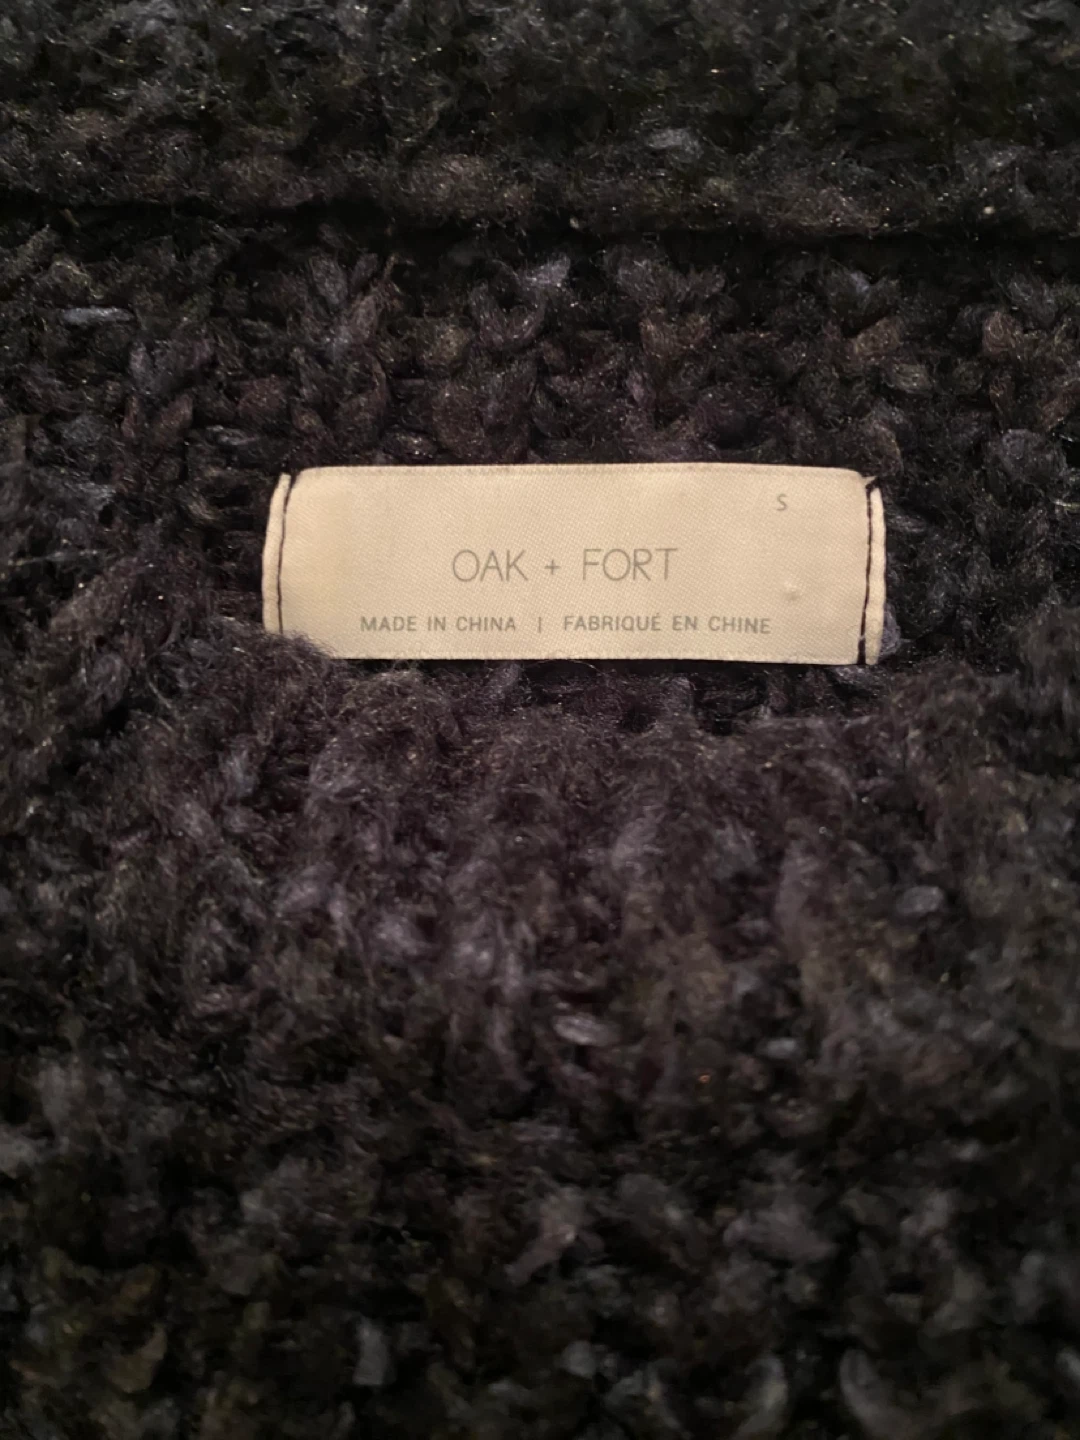 S
OAK + FORT
MADE IN CHINA | FABRIQUÉ EN CHINE